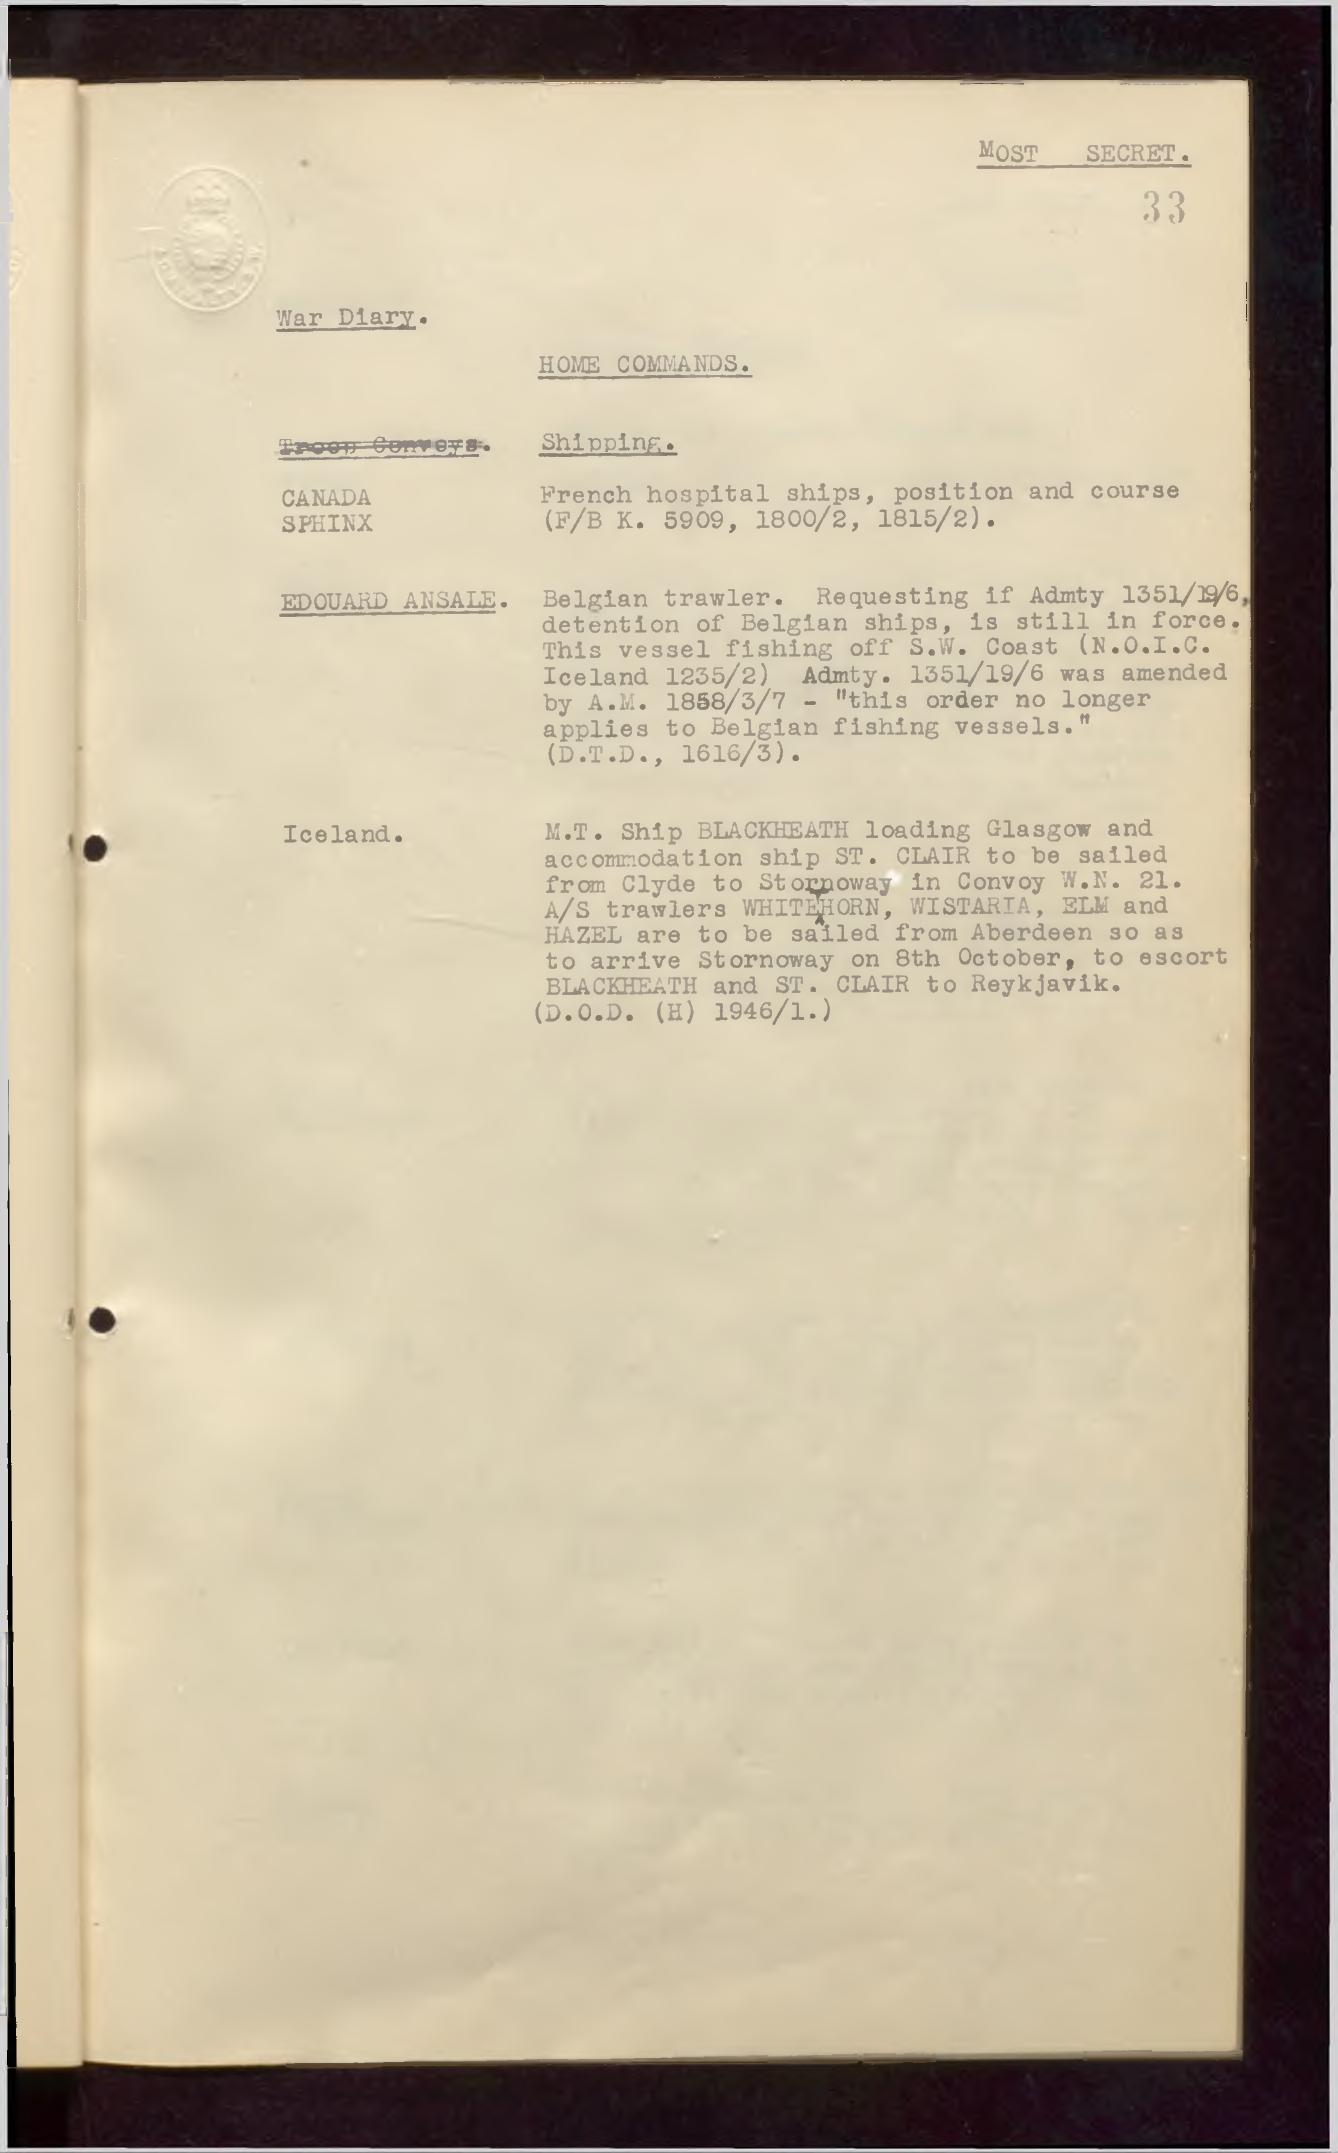 MOST SECRET.
33
War Diary.
HOME COMMANDS.
Troop Convoys. Shipping.
CANADA French hospital ships, position and course
SPHINX (F/B K. 5909, 1800/2, 1815/2).
EDOUARD ANSALE. Belgian trawler. Requesting if Admty 1351/19/6,
detention of Belgian ships, is still in force.
This vessel fishing off S.W. Coast (N.O.I.C.
Iceland 1235/2) Admty. 1351/19/6 was amended
by A.M. 1858/3/7 - "this order no longer
applies to Belgian fishing vessels."
(D.T.D., 1616/3).
Iceland. M.T. Ship BLACKHEATH loading Glasgow and
accommodation ship ST. CLAIR to be sailed
from Clyde to Stornoway in Convoy W.N. 21.
A/S trawlers WHITETHORN, WISTARIA, ELM and
HAZEL are to be sailed from Aberdeen so as
to arrive Stornoway on 8th October, to escort
BLACKHEATH and ST. CLAIR to Reykjavik.
(D.O.D. (H) 1946/1.)